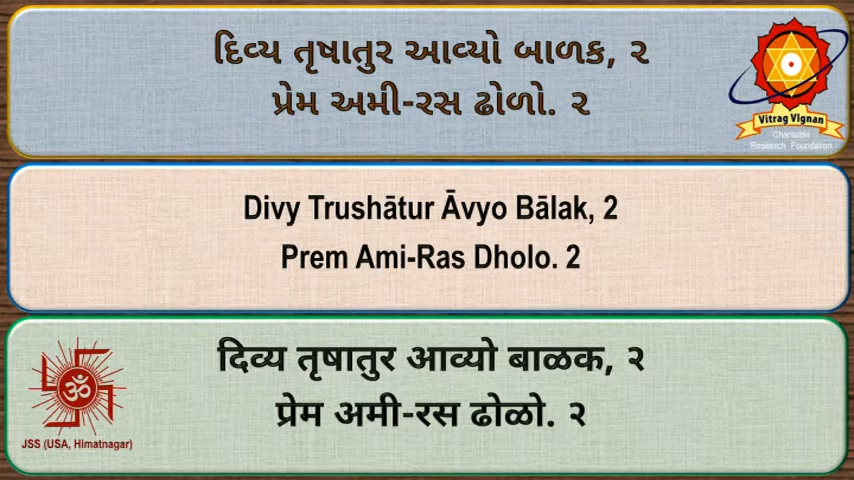 દિવ્ય તૃષાતુર આવ્યો બાળક, ૨
પ્રેમ અમી-રસ ઢોળો. ૨
Vitrag Vignan
Charitable
Research Foundation
Divy Trushātur Āvyo Bālak, 2
Prem Ami-Ras Dholo. 2
दिव्य तृषातुर आव्यो बाळक, २
प्रेम अमी-रस ढोळो. २
ॐ
JSS (USA, Himatnagar)